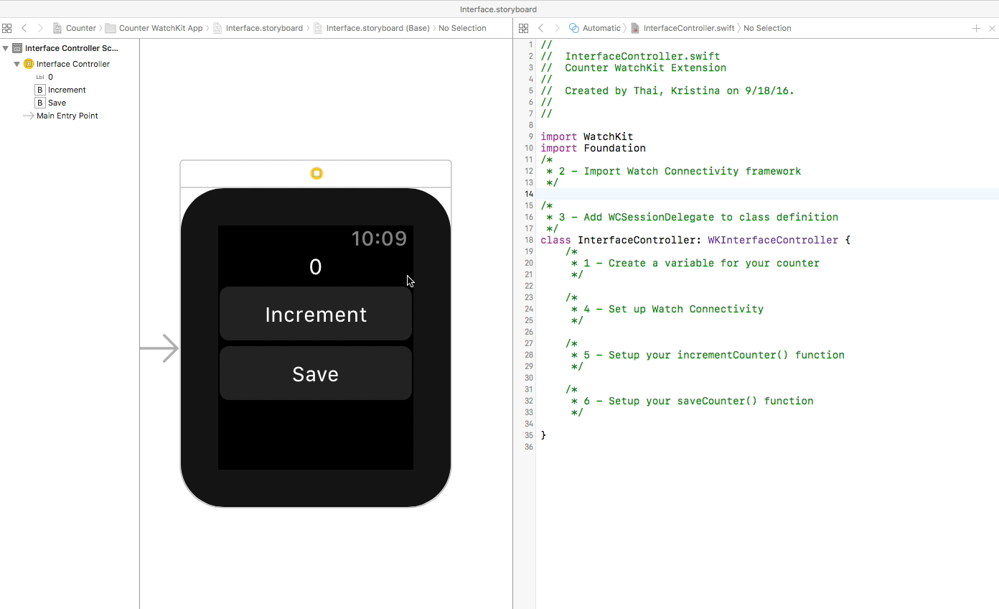 Interface.storyboard
Counter Counter WatchKit App Interface.storyboard Interface.storyboard (Base) No Selection
Automatic InterfaceController.swift No Selection
Interface Controller Sc...
Interface Controller
Lbl 0
B Increment
B Save
Main Entry Point
10:09
0
Increment
Save
1 //
2 //  InterfaceController.swift
3 //  Counter WatchKit Extension
4 //
5 //  Created by Thai, Kristina on 9/18/16.
6 //
7 //
8
9 import WatchKit
10 import Foundation
11 /*
12  * 2 – Import Watch Connectivity framework
13  */
14
15 /*
16  * 3 – Add WCSessionDelegate to class definition
17  */
18 class InterfaceController: WKInterfaceController {
19     /*
20      * 1 – Create a variable for your counter
21      */
22
23     /*
24      * 4 – Set up Watch Connectivity
25      */
26
27     /*
28      * 5 – Setup your incrementCounter() function
29      */
30
31     /*
32      * 6 – Setup your saveCounter() function
33      */
34
35 }
36